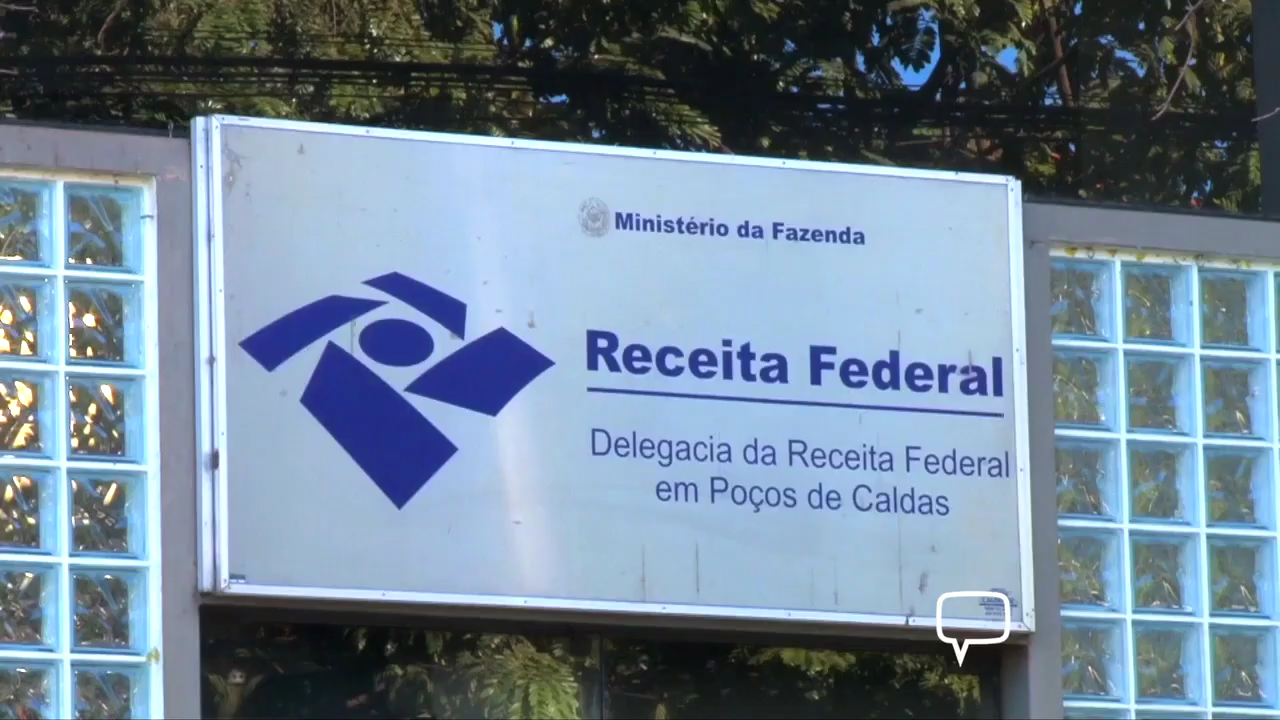 Ministério da Fazenda
Receita Federal
Delegacia da Receita Federal
em Poços de Caldas